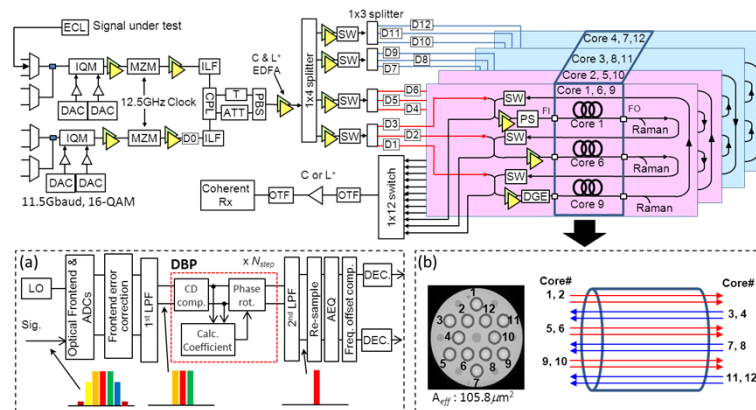 ECL
Signal under test
IQM
MZM
ILF
DAC
DAC
12.5GHz Clock
IQM
MZM
D0
ILF
DAC
DAC
11.5Gbaud, 16-QAM
CPL
T
ATT
PBS
C & L+
EDFA
1x4 splitter
SW
SW
SW
SW
1x3 splitter
D12
D11
D10
D9
D8
D7
D6
D5
D4
D3
D2
D1
Core 4, 7, 12
Core 3, 8, 11
Core 2, 5, 10
Core 1, 6, 9
SW
FI
FO
PS
Core 1
Raman
SW
Core 6
Raman
SW
DGE
Core 9
Raman
1x12 switch
C or L+
Coherent
Rx
OTF
OTF
(a)
DBP
x Nstep
LO
Sig.
Optical Frontend &
ADCs
Frontend error
correction
1st LPF
CD
comp.
Phase
rot.
Calc.
Coefficient
2nd LPF
Re-sample
AEQ
Freq. offset comp.
DEC.
DEC.
(b)
1
2
12
3
11
4
10
5
9
6
8
7
Aeff : 105.8μm2
Core#
1, 2
5, 6
9, 10
Core#
3, 4
7, 8
11, 12